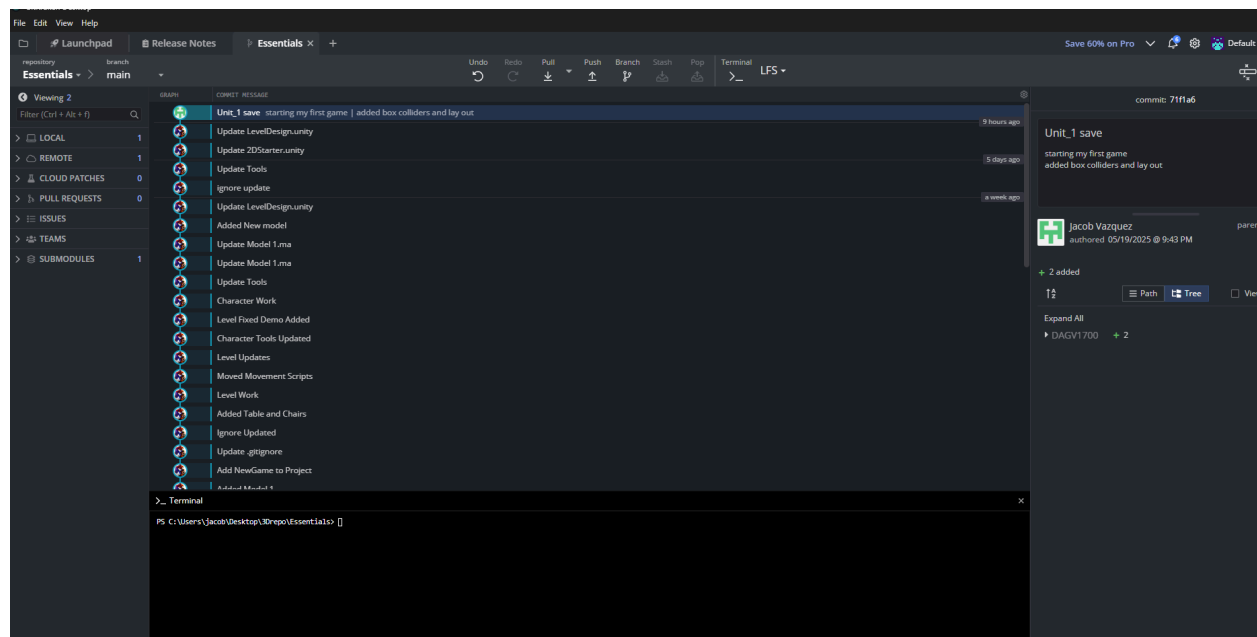 File Edit View Help
Launchpad Release Notes Essentials × + Save 60% on Pro Default
repository branch Undo Redo Pull Push Branch Stash Pop Terminal
Essentials > main LFS
Viewing 2 GRAPH COMMIT MESSAGE commit: 71f1a6
Filter (Ctrl + Alt + f)
LOCAL 1
REMOTE 1
CLOUD PATCHES 0
PULL REQUESTS 0
ISSUES
TEAMS
SUBMODULES 1
Unit_1 save starting my first game | added box colliders and lay out
9 hours ago
Update LevelDesign.unity
Update 2DStarter.unity
5 days ago
Update Tools
ignore update
a week ago
Update LevelDesign.unity
Added New model
Update Model 1.ma
Update Model 1.ma
Update Tools
Character Work
Level Fixed Demo Added
Character Tools Updated
Level Updates
Moved Movement Scripts
Level Work
Added Table and Chairs
Ignore Updated
Update .gitignore
Add NewGame to Project
Added Model 1
Unit_1 save
starting my first game
added box colliders and lay out
Jacob Vazquez
authored 05/19/2025 @ 9:43 PM
+ 2 added
Path Tree
Expand All
DAGV1700 + 2
>_ Terminal ×
PS C:\Users\jacob\Desktop\3Drepo\Essentials>